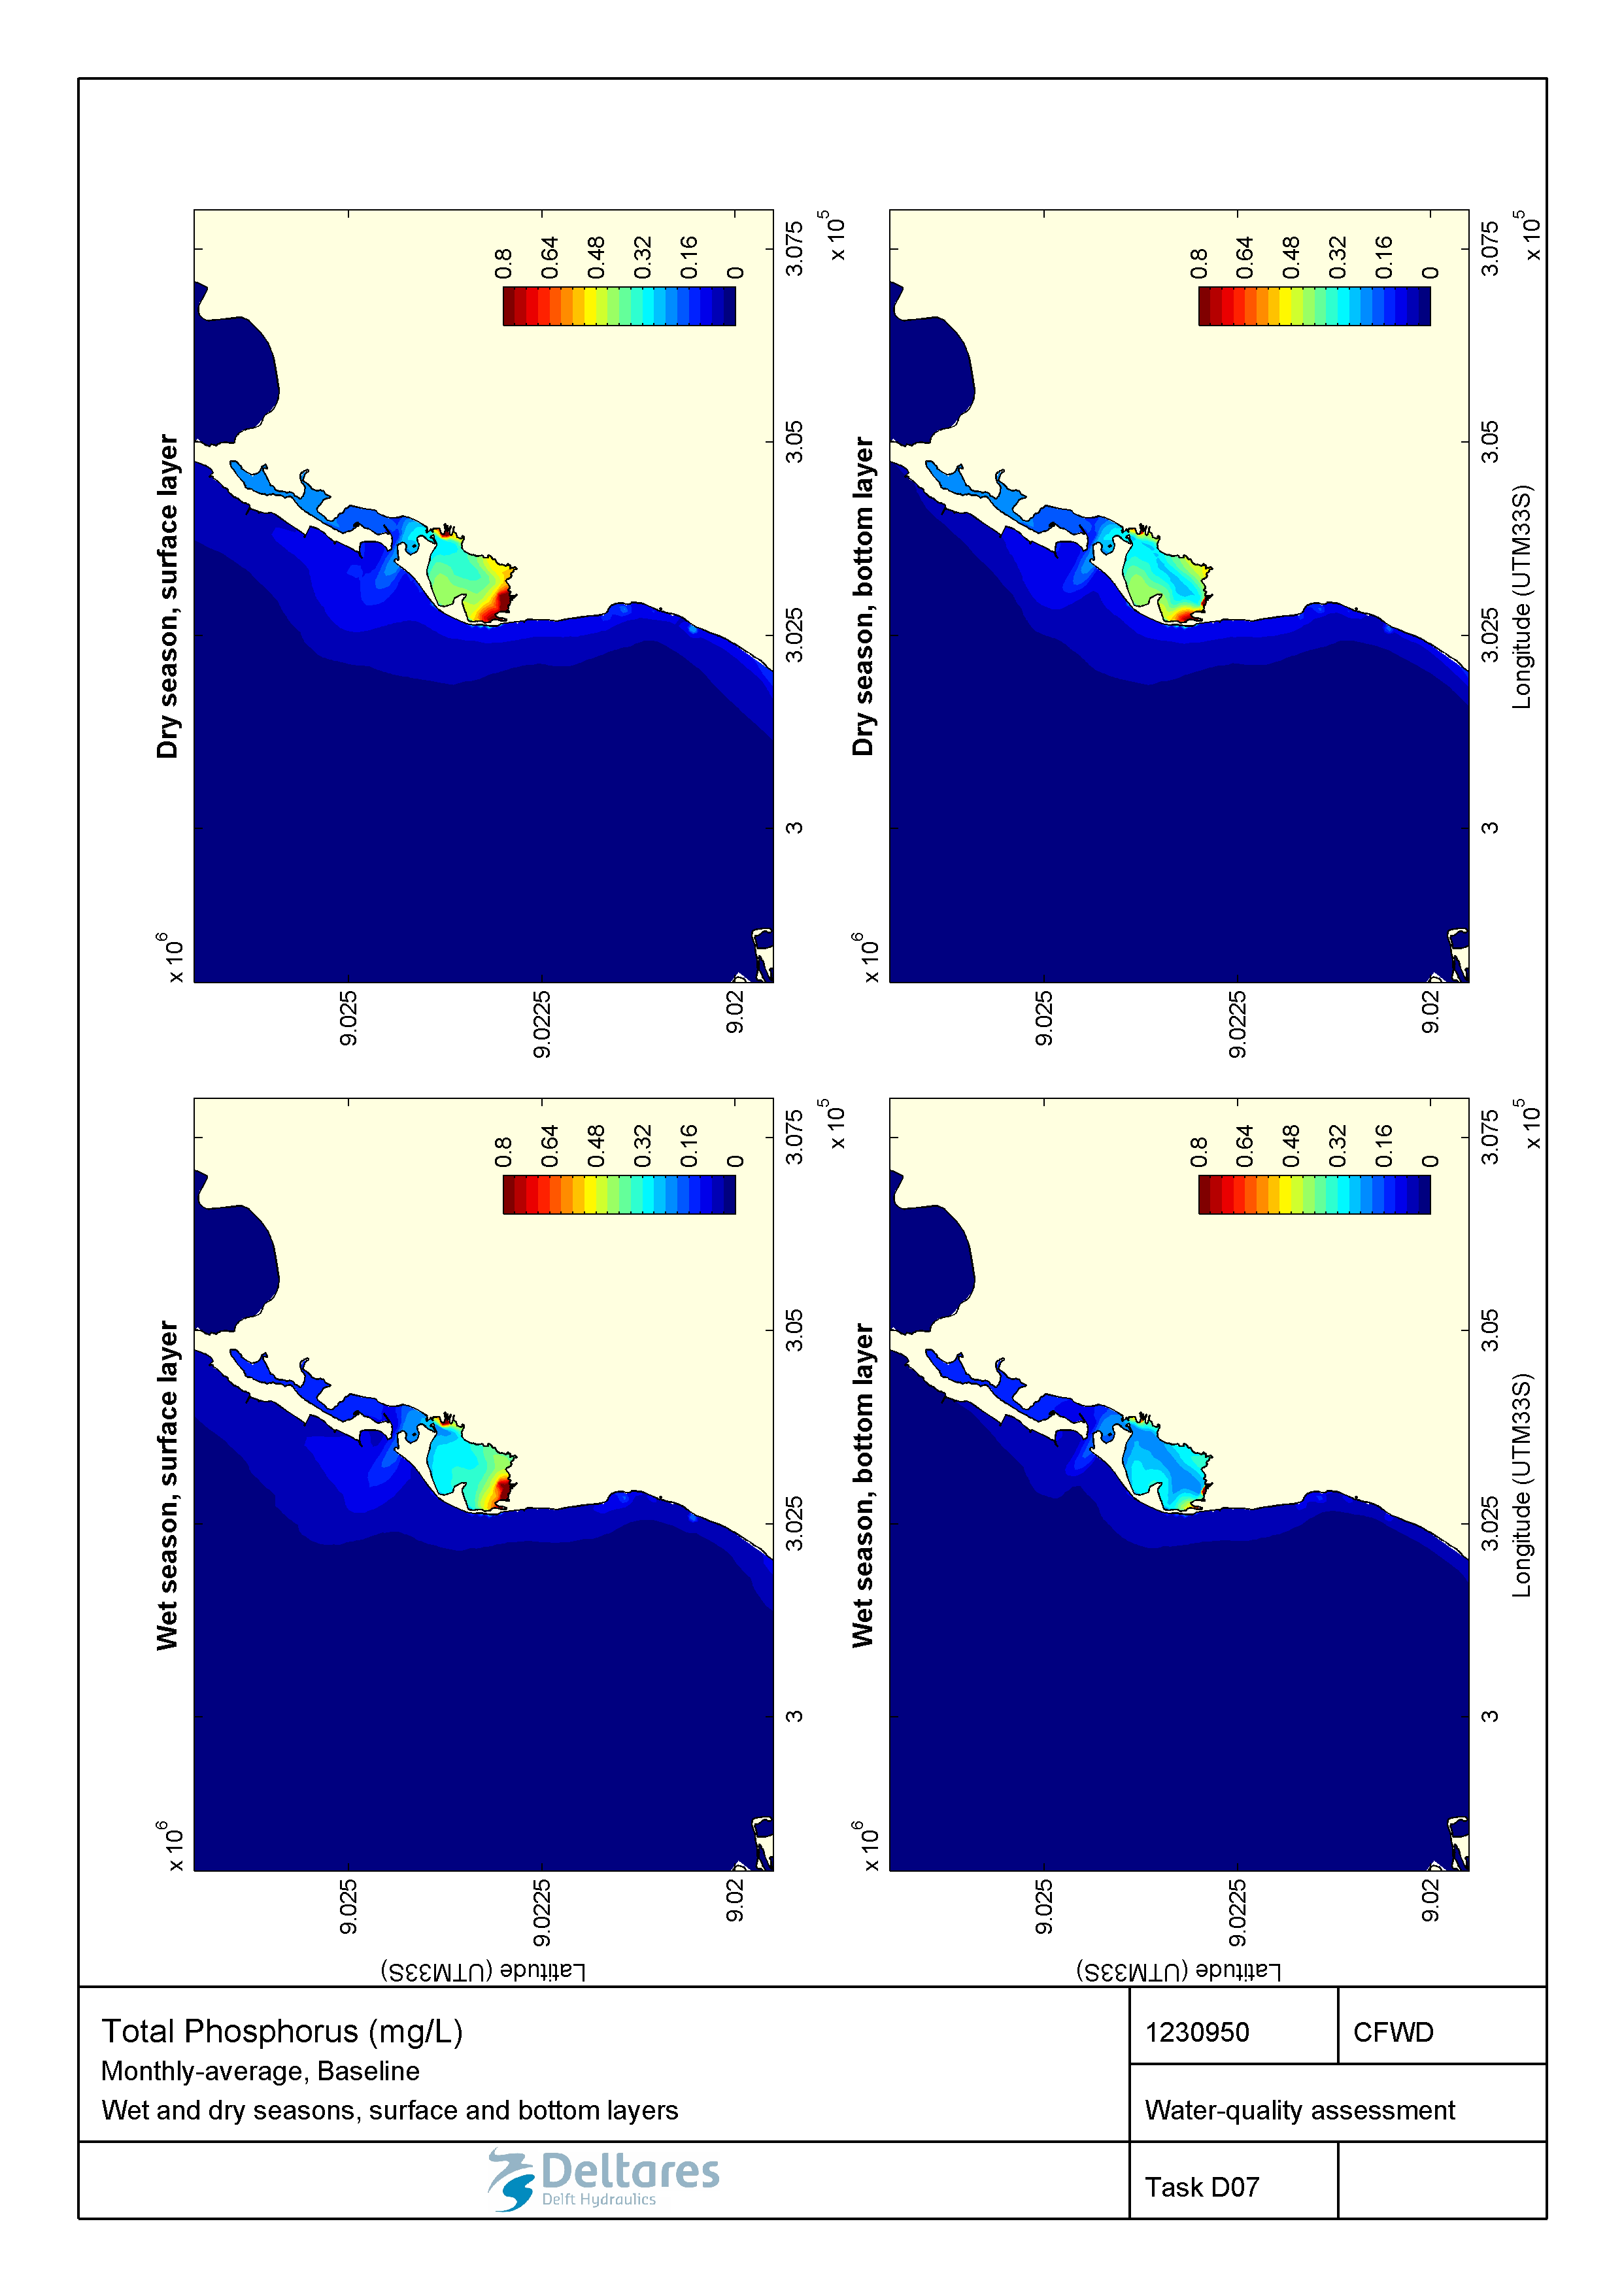 Wet season, surface layer
x 10^6
9.025
9.0225
9.02
Latitude (UTM33S)
3
3.025
3.05
3.075
x 10^5
0.8
0.64
0.48
0.32
0.16
0
Dry season, surface layer
x 10^6
9.025
9.0225
9.02
3
3.025
3.05
3.075
x 10^5
0.8
0.64
0.48
0.32
0.16
0
Wet season, bottom layer
x 10^6
9.025
9.0225
9.02
Latitude (UTM33S)
3
3.025
3.05
3.075
x 10^5
Longitude (UTM33S)
0.8
0.64
0.48
0.32
0.16
0
Dry season, bottom layer
x 10^6
9.025
9.0225
9.02
3
3.025
3.05
3.075
x 10^5
Longitude (UTM33S)
0.8
0.64
0.48
0.32
0.16
0
Total Phosphorus (mg/L)
Monthly-average, Baseline
Wet and dry seasons, surface and bottom layers
1230950
CFWD
Water-quality assessment
Deltares
Delft Hydraulics
Task D07